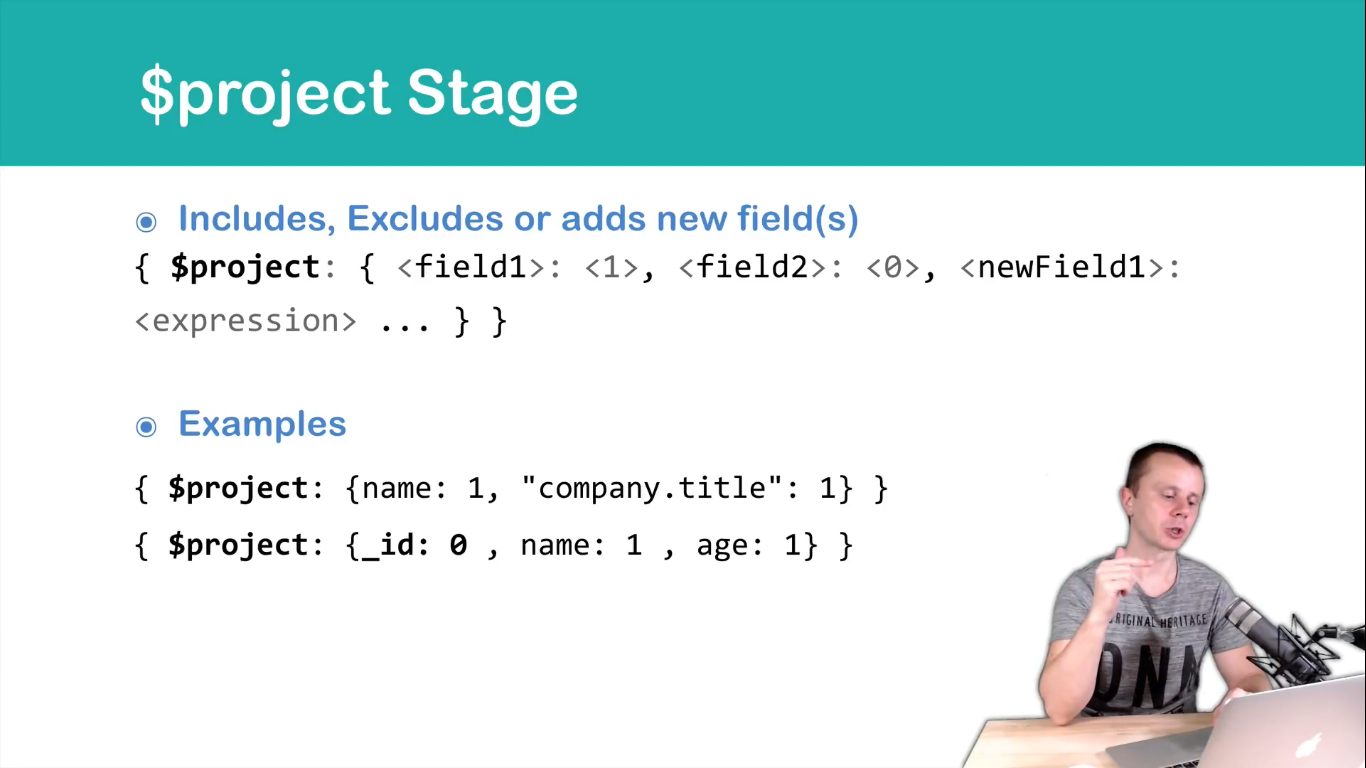 $project Stage
Includes, Excludes or adds new field(s)
{ $project: { <field1>: <1>, <field2>: <0>, <newField1>:
<expression> ... } }
Examples
{ $project: {name: 1, "company.title": 1} }
{ $project: {_id: 0 , name: 1 , age: 1} }
ORIGINAL HERITAGE